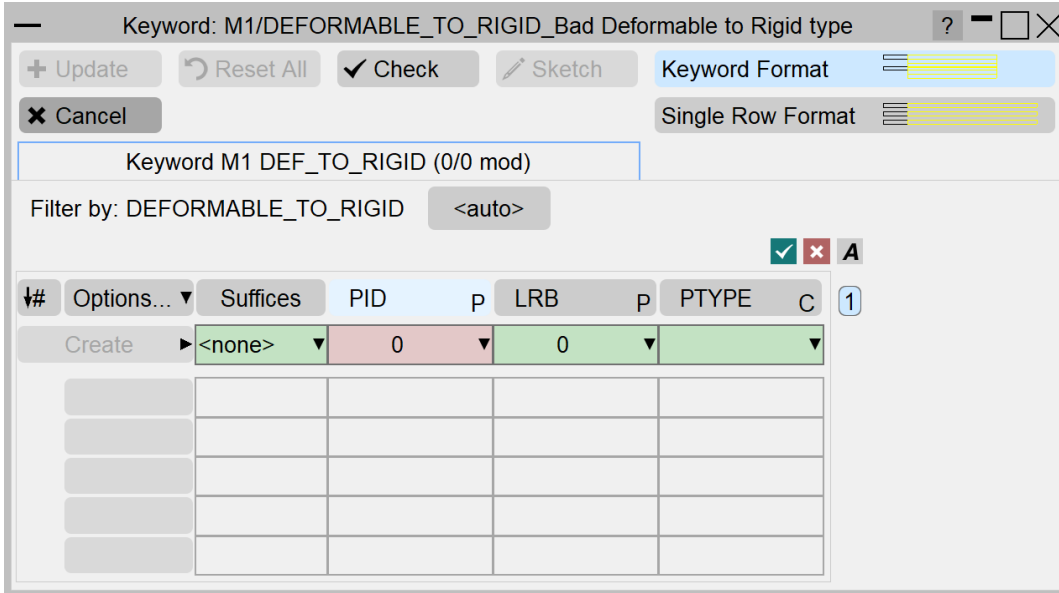 Keyword: M1/DEFORMABLE_TO_RIGID_Bad Deformable to Rigid type ?
Update Reset All Check Sketch Keyword Format
Cancel Single Row Format
Keyword M1 DEF_TO_RIGID (0/0 mod)
Filter by: DEFORMABLE_TO_RIGID <auto>
A
# Options... Suffices PID P LRB P PTYPE C 1
Create <none> 0 0